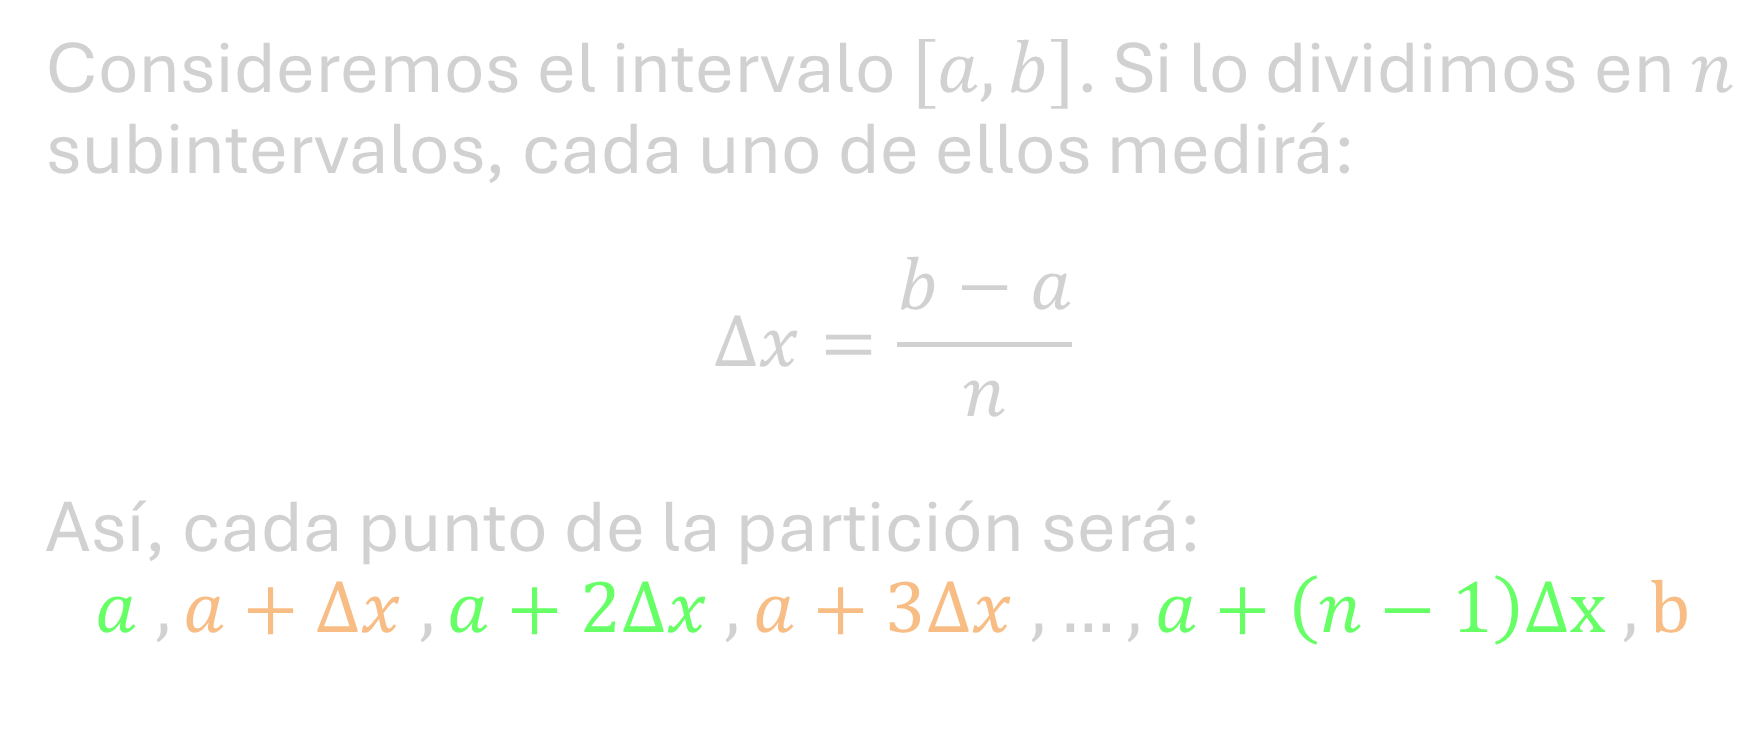 Consideremos el intervalo [a, b]. Si lo dividimos en n
subintervalos, cada uno de ellos medirá:
Δx = \frac{b − a}{n}
Así, cada punto de la partición será:
a , a + Δx , a + 2Δx , a + 3Δx , … , a + (n − 1)Δx , b